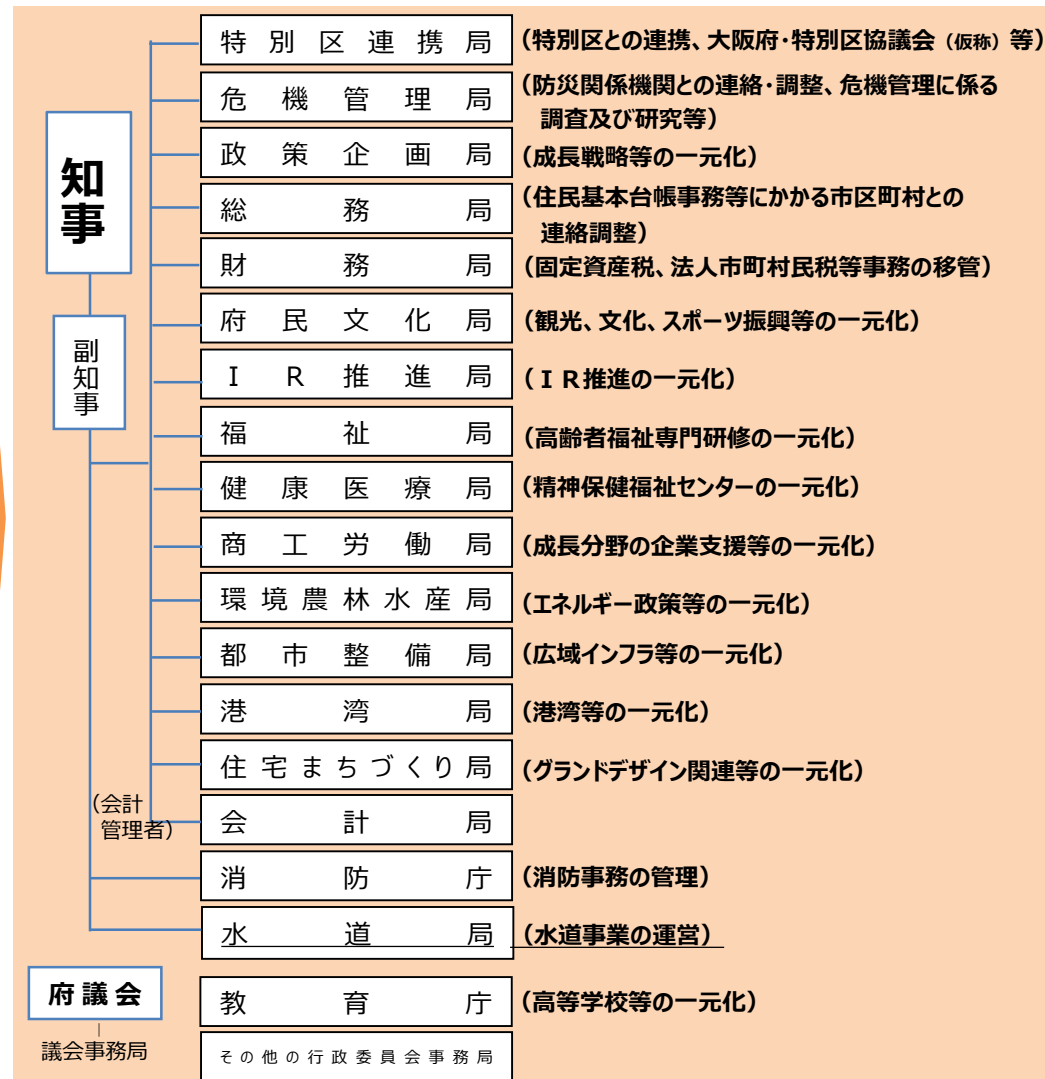 知事
副知事
特別区連携局 (特別区との連携、大阪府・特別区協議会(仮称)等)
危機管理局 (防災関係機関との連絡・調整、危機管理に係る
調査及び研究等)
政策企画局 (成長戦略等の一元化)
総務局 (住民基本台帳事務等にかかる市区町村との
連絡調整)
財務局 (固定資産税、法人市町村民税等事務の移管)
府民文化局 (観光、文化、スポーツ振興等の一元化)
ＩＲ推進局 (ＩＲ推進の一元化)
福祉局 (高齢者福祉専門研修の一元化)
健康医療局 (精神保健福祉センターの一元化)
商工労働局 (成長分野の企業支援等の一元化)
環境農林水産局 (エネルギー政策等の一元化)
都市整備局 (広域インフラ等の一元化)
港湾局 (港湾等の一元化)
住宅まちづくり局 (グランドデザイン関連等の一元化)
(会計
管理者)
会計局
消防庁 (消防事務の管理)
水道局 (水道事業の運営)
府議会
議会事務局
教育庁 (高等学校等の一元化)
その他の行政委員会事務局